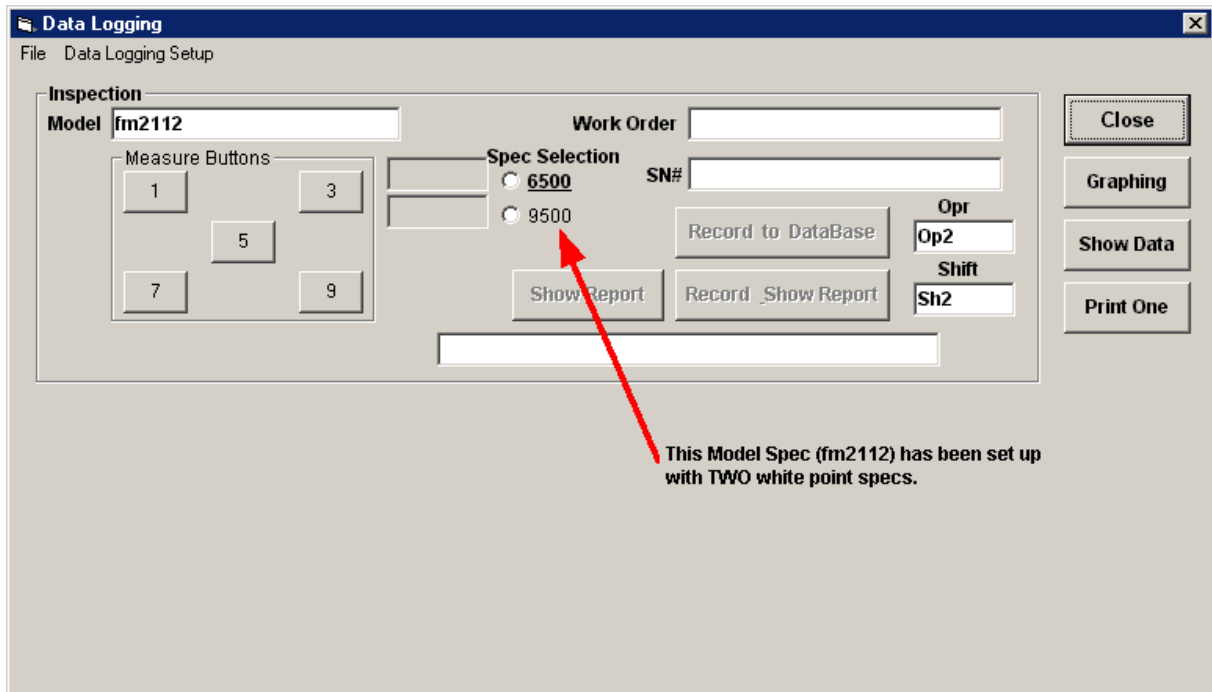 Data Logging
File Data Logging Setup
Inspection
Model fm2112
Work Order
Close
Measure Buttons
Spec Selection
1
3
6500
SN#
Graphing
9500
Opr
5
Record to DataBase
Op2
Show Data
Shift
7
9
Show Report
Record _Show Report
Sh2
Print One
This Model Spec (fm2112) has been set up
with TWO white point specs.